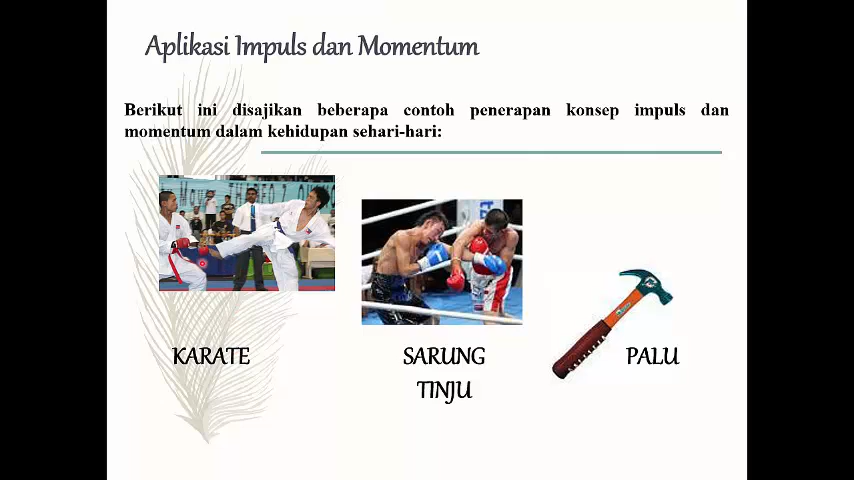 Aplikasi Impuls dan Momentum
Berikut ini disajikan beberapa contoh penerapan konsep impuls dan
momentum dalam kehidupan sehari-hari:
KARATE
SARUNG
TINJU
PALU